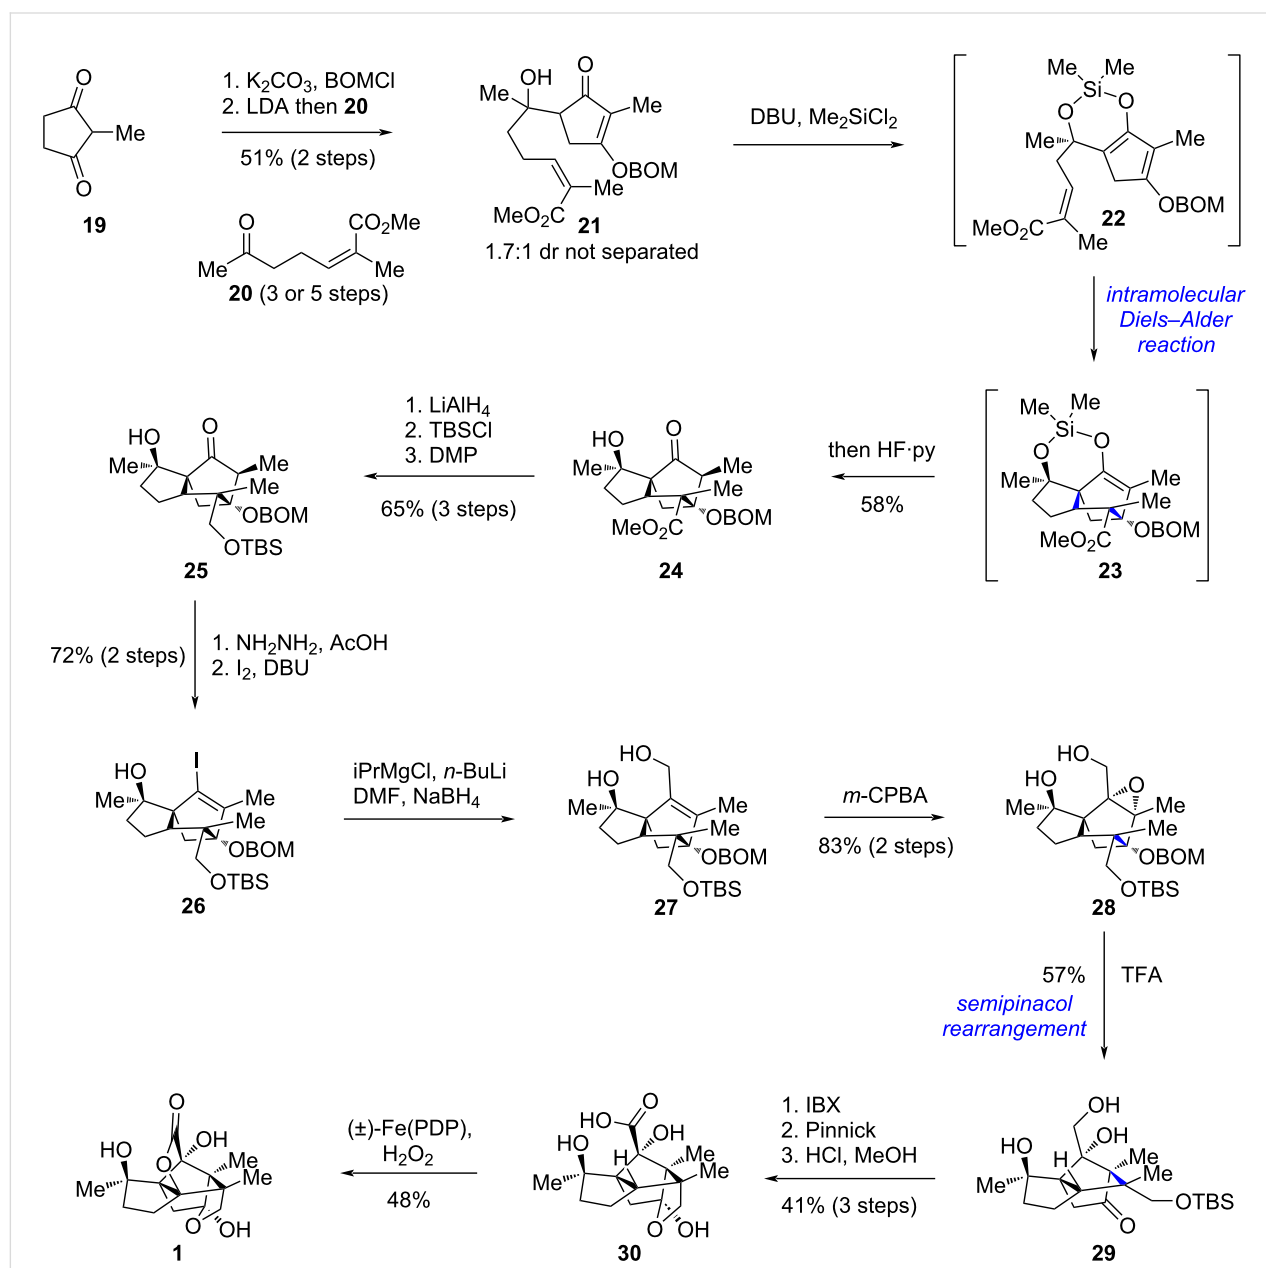 O
Me
O
19
1. K₂CO₃, BOMCl
2. LDA then 20
51% (2 steps)
O
CO₂Me
Me
Me
20 (3 or 5 steps)
OH
O
Me
Me
OBOM
Me
MeO₂C
21
1.7:1 dr not separated
DBU, Me₂SiCl₂
Me
Me
Si
O
O
Me
Me
OBOM
MeO₂C
Me
22
intramolecular
Diels–Alder
reaction
Me
Me
Si
O
O
Me
Me
Me
MeO₂C
OBOM
23
then HF·py
58%
HO
O
Me
Me
Me
MeO₂C
OBOM
24
1. LiAlH₄
2. TBSCl
3. DMP
65% (3 steps)
HO
O
Me
Me
Me
OBOM
OTBS
25
72% (2 steps)
1. NH₂NH₂, AcOH
2. I₂, DBU
I
HO
Me
Me
Me
OBOM
OTBS
26
iPrMgCl, n-BuLi
DMF, NaBH₄
HO
HO
Me
Me
Me
OBOM
OTBS
27
m-CPBA
83% (2 steps)
HO
HO
O
Me
Me
Me
OBOM
OTBS
28
57%
TFA
semipinacol
rearrangement
OH
HO
OH
H
Me
Me
Me
OTBS
O
29
1. IBX
2. Pinnick
3. HCl, MeOH
41% (3 steps)
O
HO
HO
OH
H
Me
Me
Me
O
OH
30
(±)-Fe(PDP),
H₂O₂
48%
O
HO
OH
O
Me
Me
Me
O
OH
1